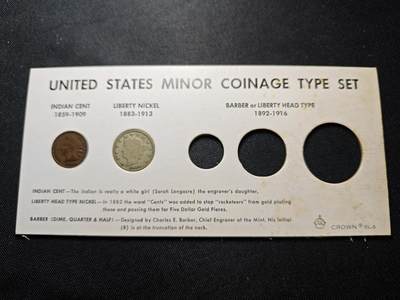 UNITED STATES MINOR COINAGE TYPE SET
INDIAN CENT
1859-1909
LIBERTY NICKEL
1883-1913
BARBER or LIBERTY HEAD TYPE
1892-1916
INDIAN CENT—The Indian is really a white girl (Sarah Longacre) the engraver's daughter.
LIBERTY HEAD TYPE NICKEL—In 1883 the word "Cents" was added to stop "racketeers" from gold plating
these and passing them for Five Dollar Gold Pieces.
BARBER (DIME, QUARTER & HALF)—Designed by Charles E. Barber, Chief Engraver of the Mint. His initial
(B) is at the truncation of the neck.
CROWN